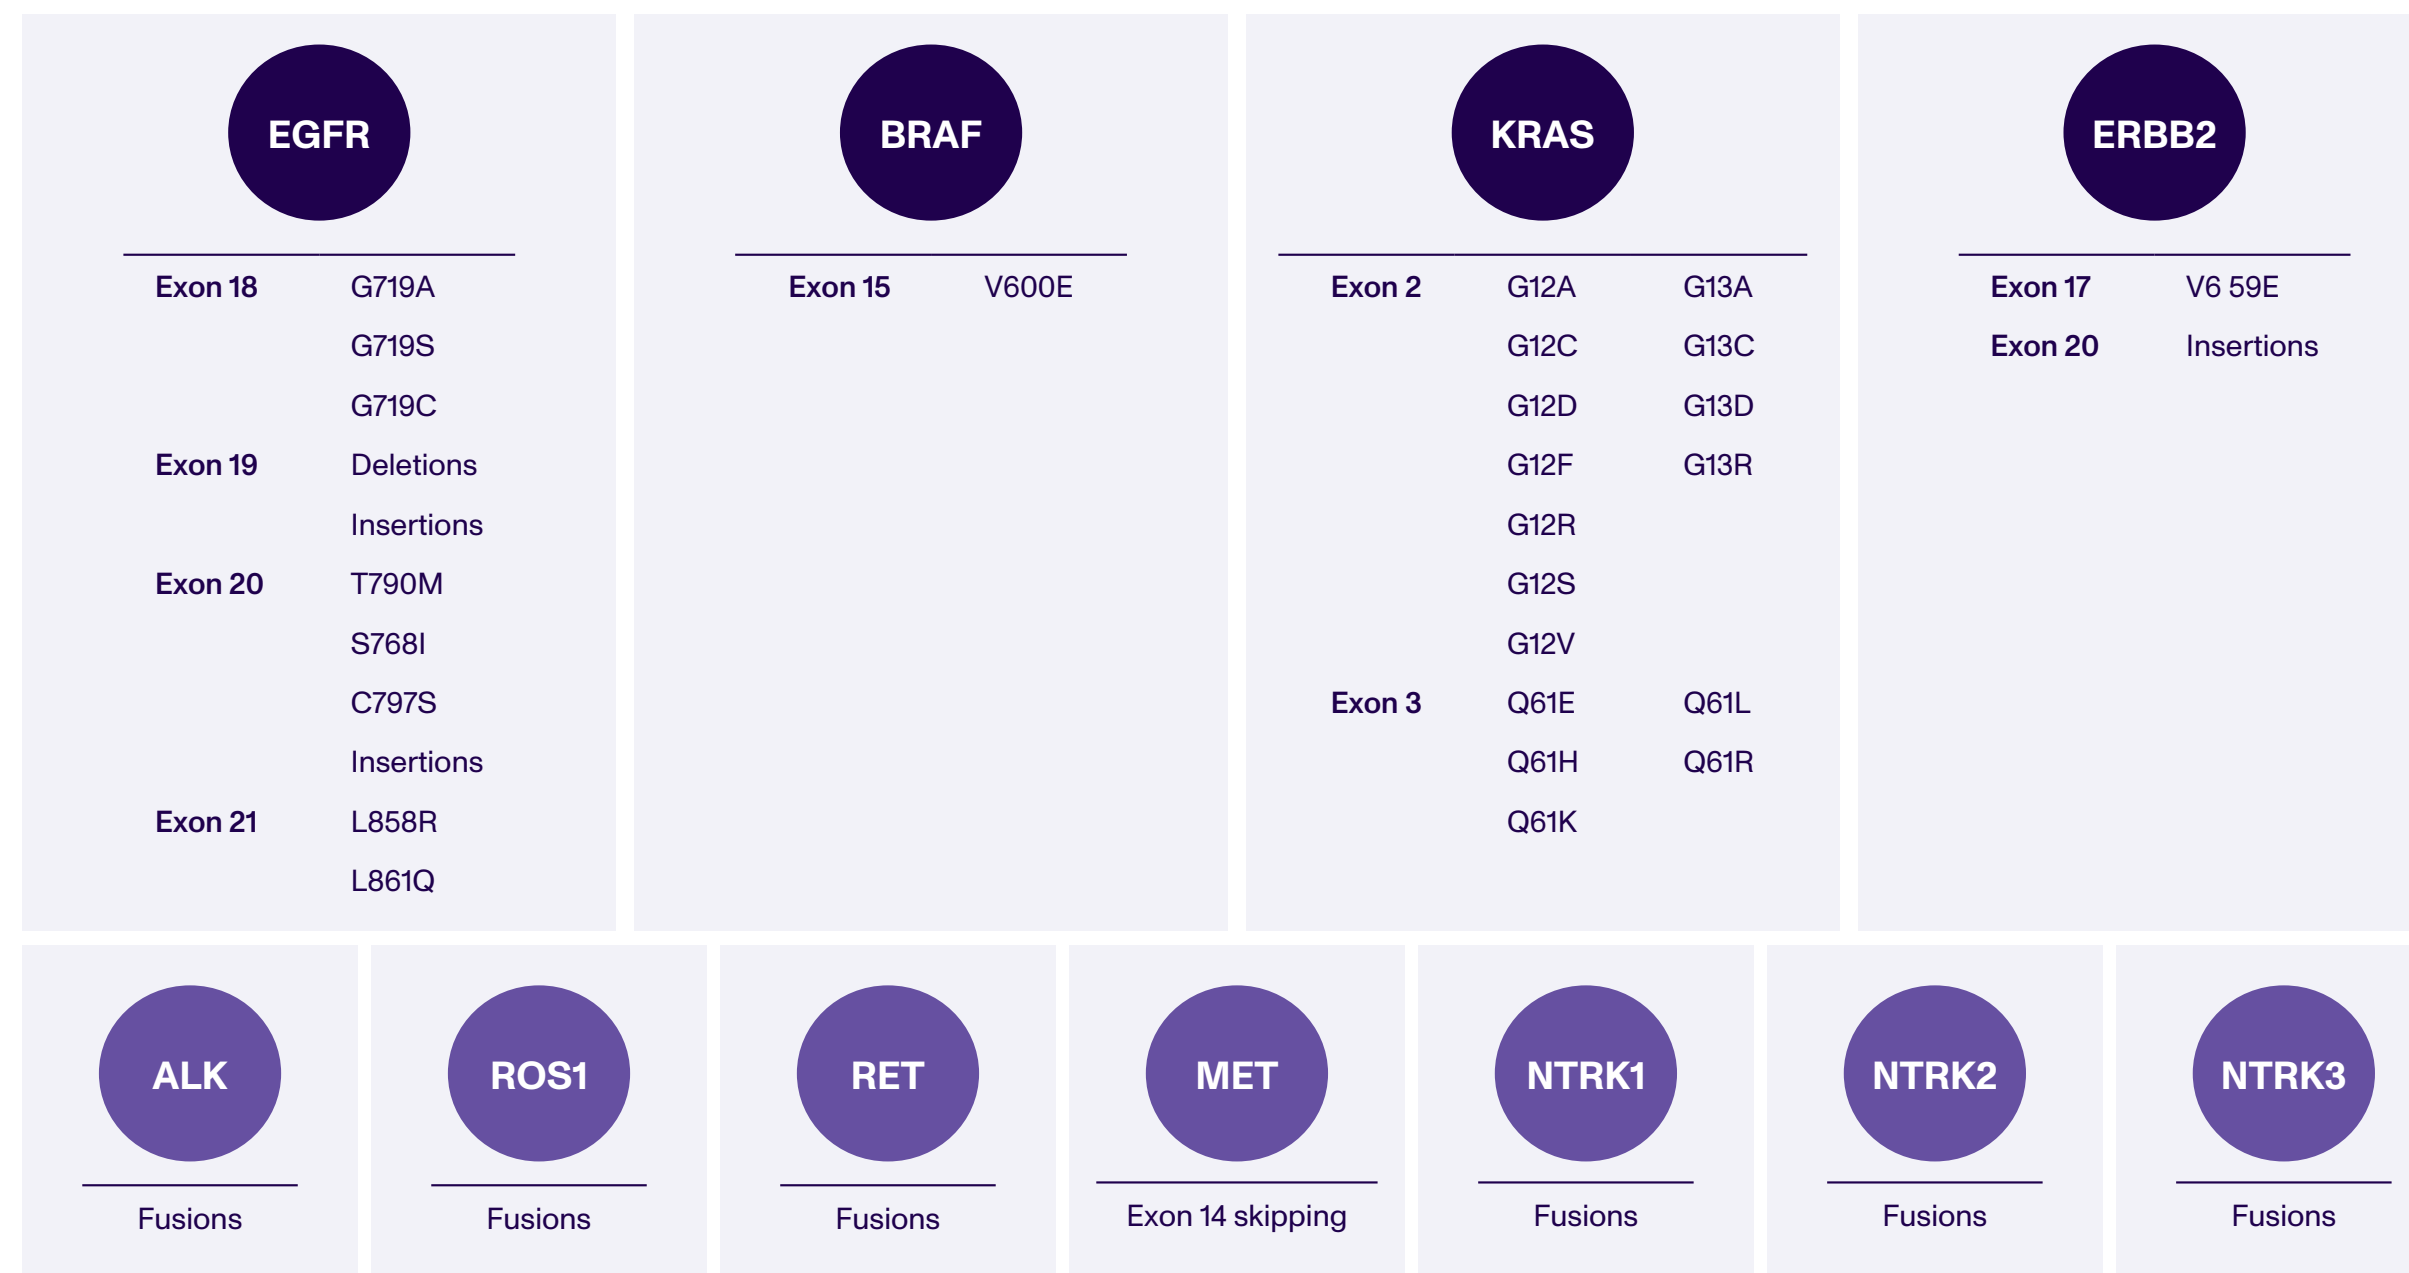 EGFR
Exon 18 G719A
G719S
G719C
Exon 19 Deletions
Insertions
Exon 20 T790M
S768I
C797S
Insertions
Exon 21 L858R
L861Q
BRAF
Exon 15 V600E
KRAS
Exon 2 G12A G13A
G12C G13C
G12D G13D
G12F G13R
G12R
G12S
G12V
Exon 3 Q61E Q61L
Q61H Q61R
Q61K
ERBB2
Exon 17 V6 59E
Exon 20 Insertions
ALK
Fusions
ROS1
Fusions
RET
Fusions
MET
Exon 14 skipping
NTRK1
Fusions
NTRK2
Fusions
NTRK3
Fusions